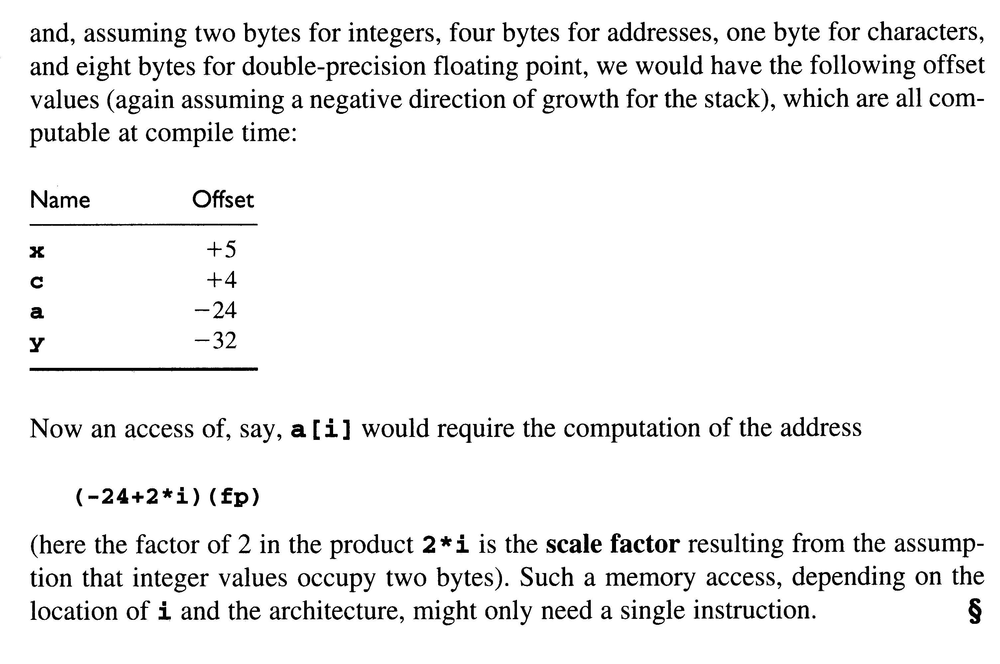 and, assuming two bytes for integers, four bytes for addresses, one byte for characters,
and eight bytes for double-precision floating point, we would have the following offset
values (again assuming a negative direction of growth for the stack), which are all com-
putable at compile time:
Name Offset
x +5
c +4
a −24
y −32
Now an access of, say, a[i] would require the computation of the address
(-24+2*i)(fp)
(here the factor of 2 in the product 2*i is the scale factor resulting from the assump-
tion that integer values occupy two bytes). Such a memory access, depending on the
location of i and the architecture, might only need a single instruction. §